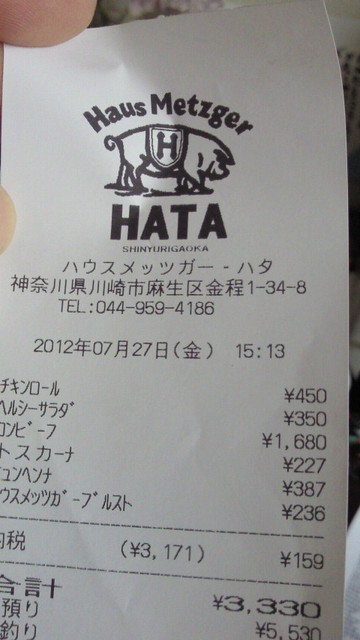 Haus Metzger
H
HATA
SHINYURIGAOKA
ハウスメッツガー - ハタ
神奈川県川崎市麻生区金程1-34-8
TEL:044-959-4186
2012年07月27日(金) 15:13
チキンロール ¥450
ヘルシーサラダ ¥350
コンビーフ ¥1,680
トスカーナ ¥227
ュンヘンナ ¥387
ウスメッツガーブルスト ¥236
内税 (¥3,171) ¥159
合計 ¥3,330
預り ¥5,530
釣り